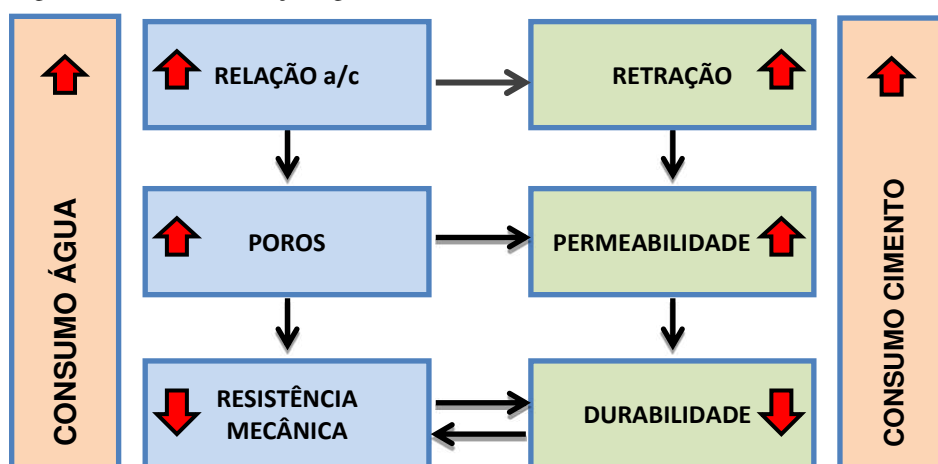 CONSUMO ÁGUA
RELAÇÃO a/c
RETRAÇÃO
POROS
PERMEABILIDADE
RESISTÊNCIA
MECÂNICA
DURABILIDADE
CONSUMO CIMENTO